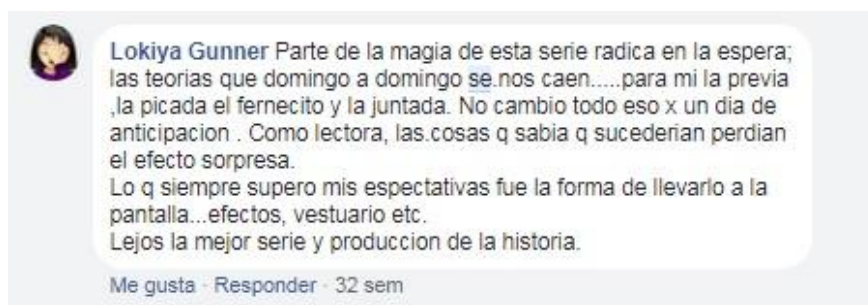 Lokiya Gunner Parte de la magia de esta serie radica en la espera;
las teorias que domingo a domingo se.nos caen.....para mi la previa
,la picada el fernecito y la juntada. No cambio todo eso x un dia de
anticipacion . Como lectora, las.cosas q sabia q sucederian perdian
el efecto sorpresa.
Lo q siempre supero mis espectativas fue la forma de llevarlo a la
pantalla...efectos, vestuario etc.
Lejos la mejor serie y produccion de la historia.
Me gusta · Responder · 32 sem